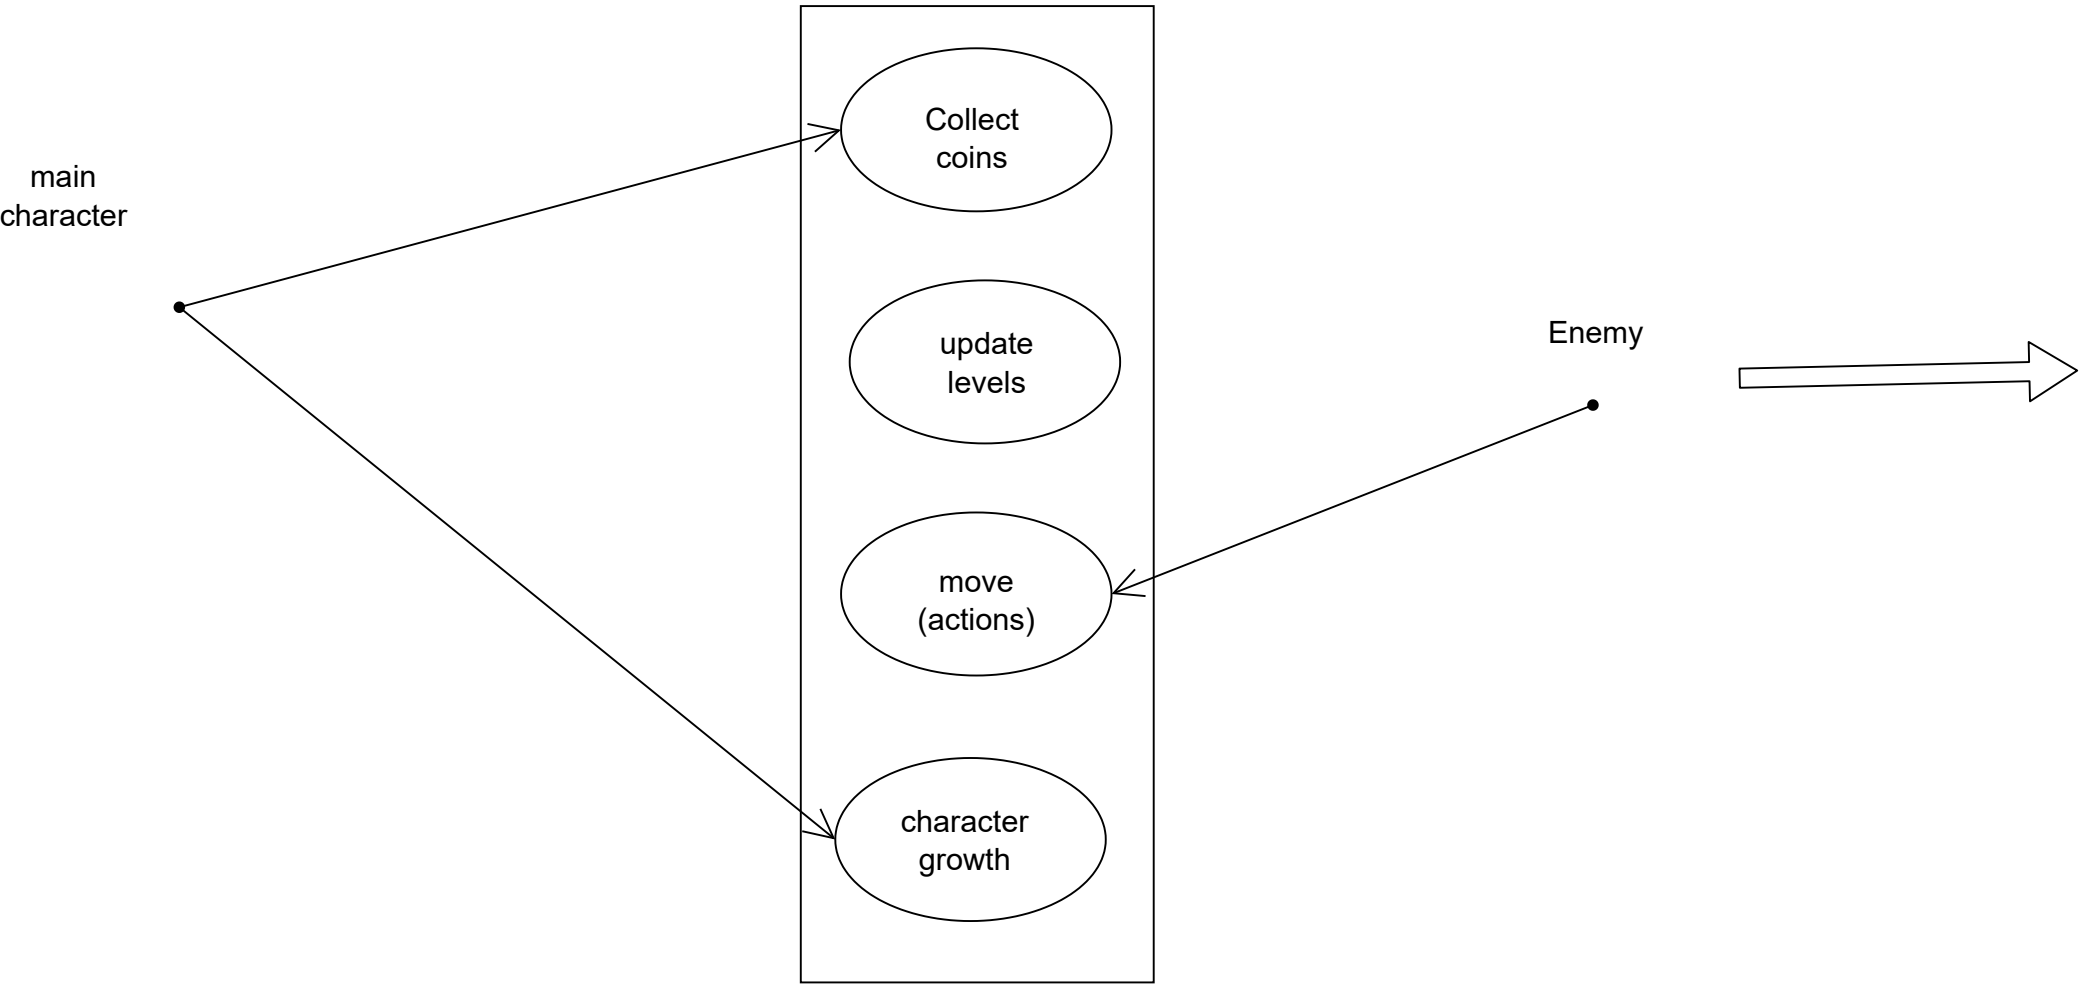 main
character
Collect
coins
update
levels
move
(actions)
character
growth
Enemy